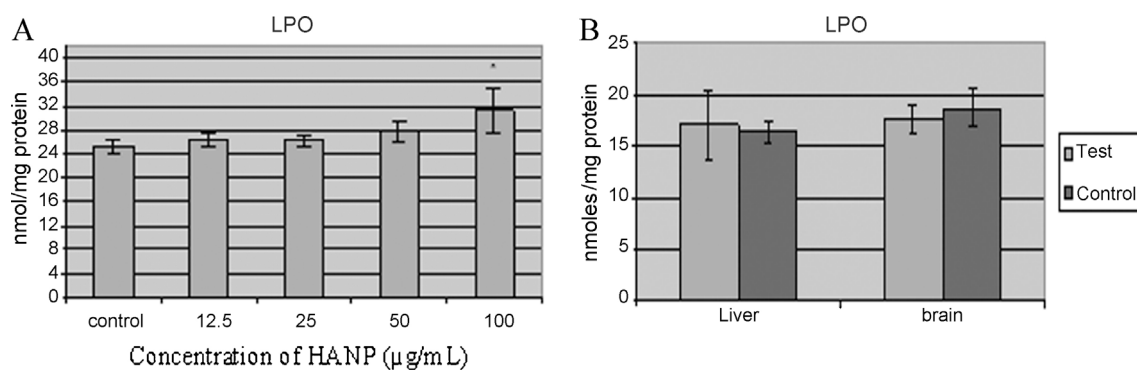 A
LPO
nmol/mg protein
40
36
32
28
24
20
16
12
8
4
0
control 12.5 25 50 100
*
Concentration of HANP (µg/mL)
B
LPO
nmoles/mg protein
25
20
15
10
5
0
Liver brain
Test
Control